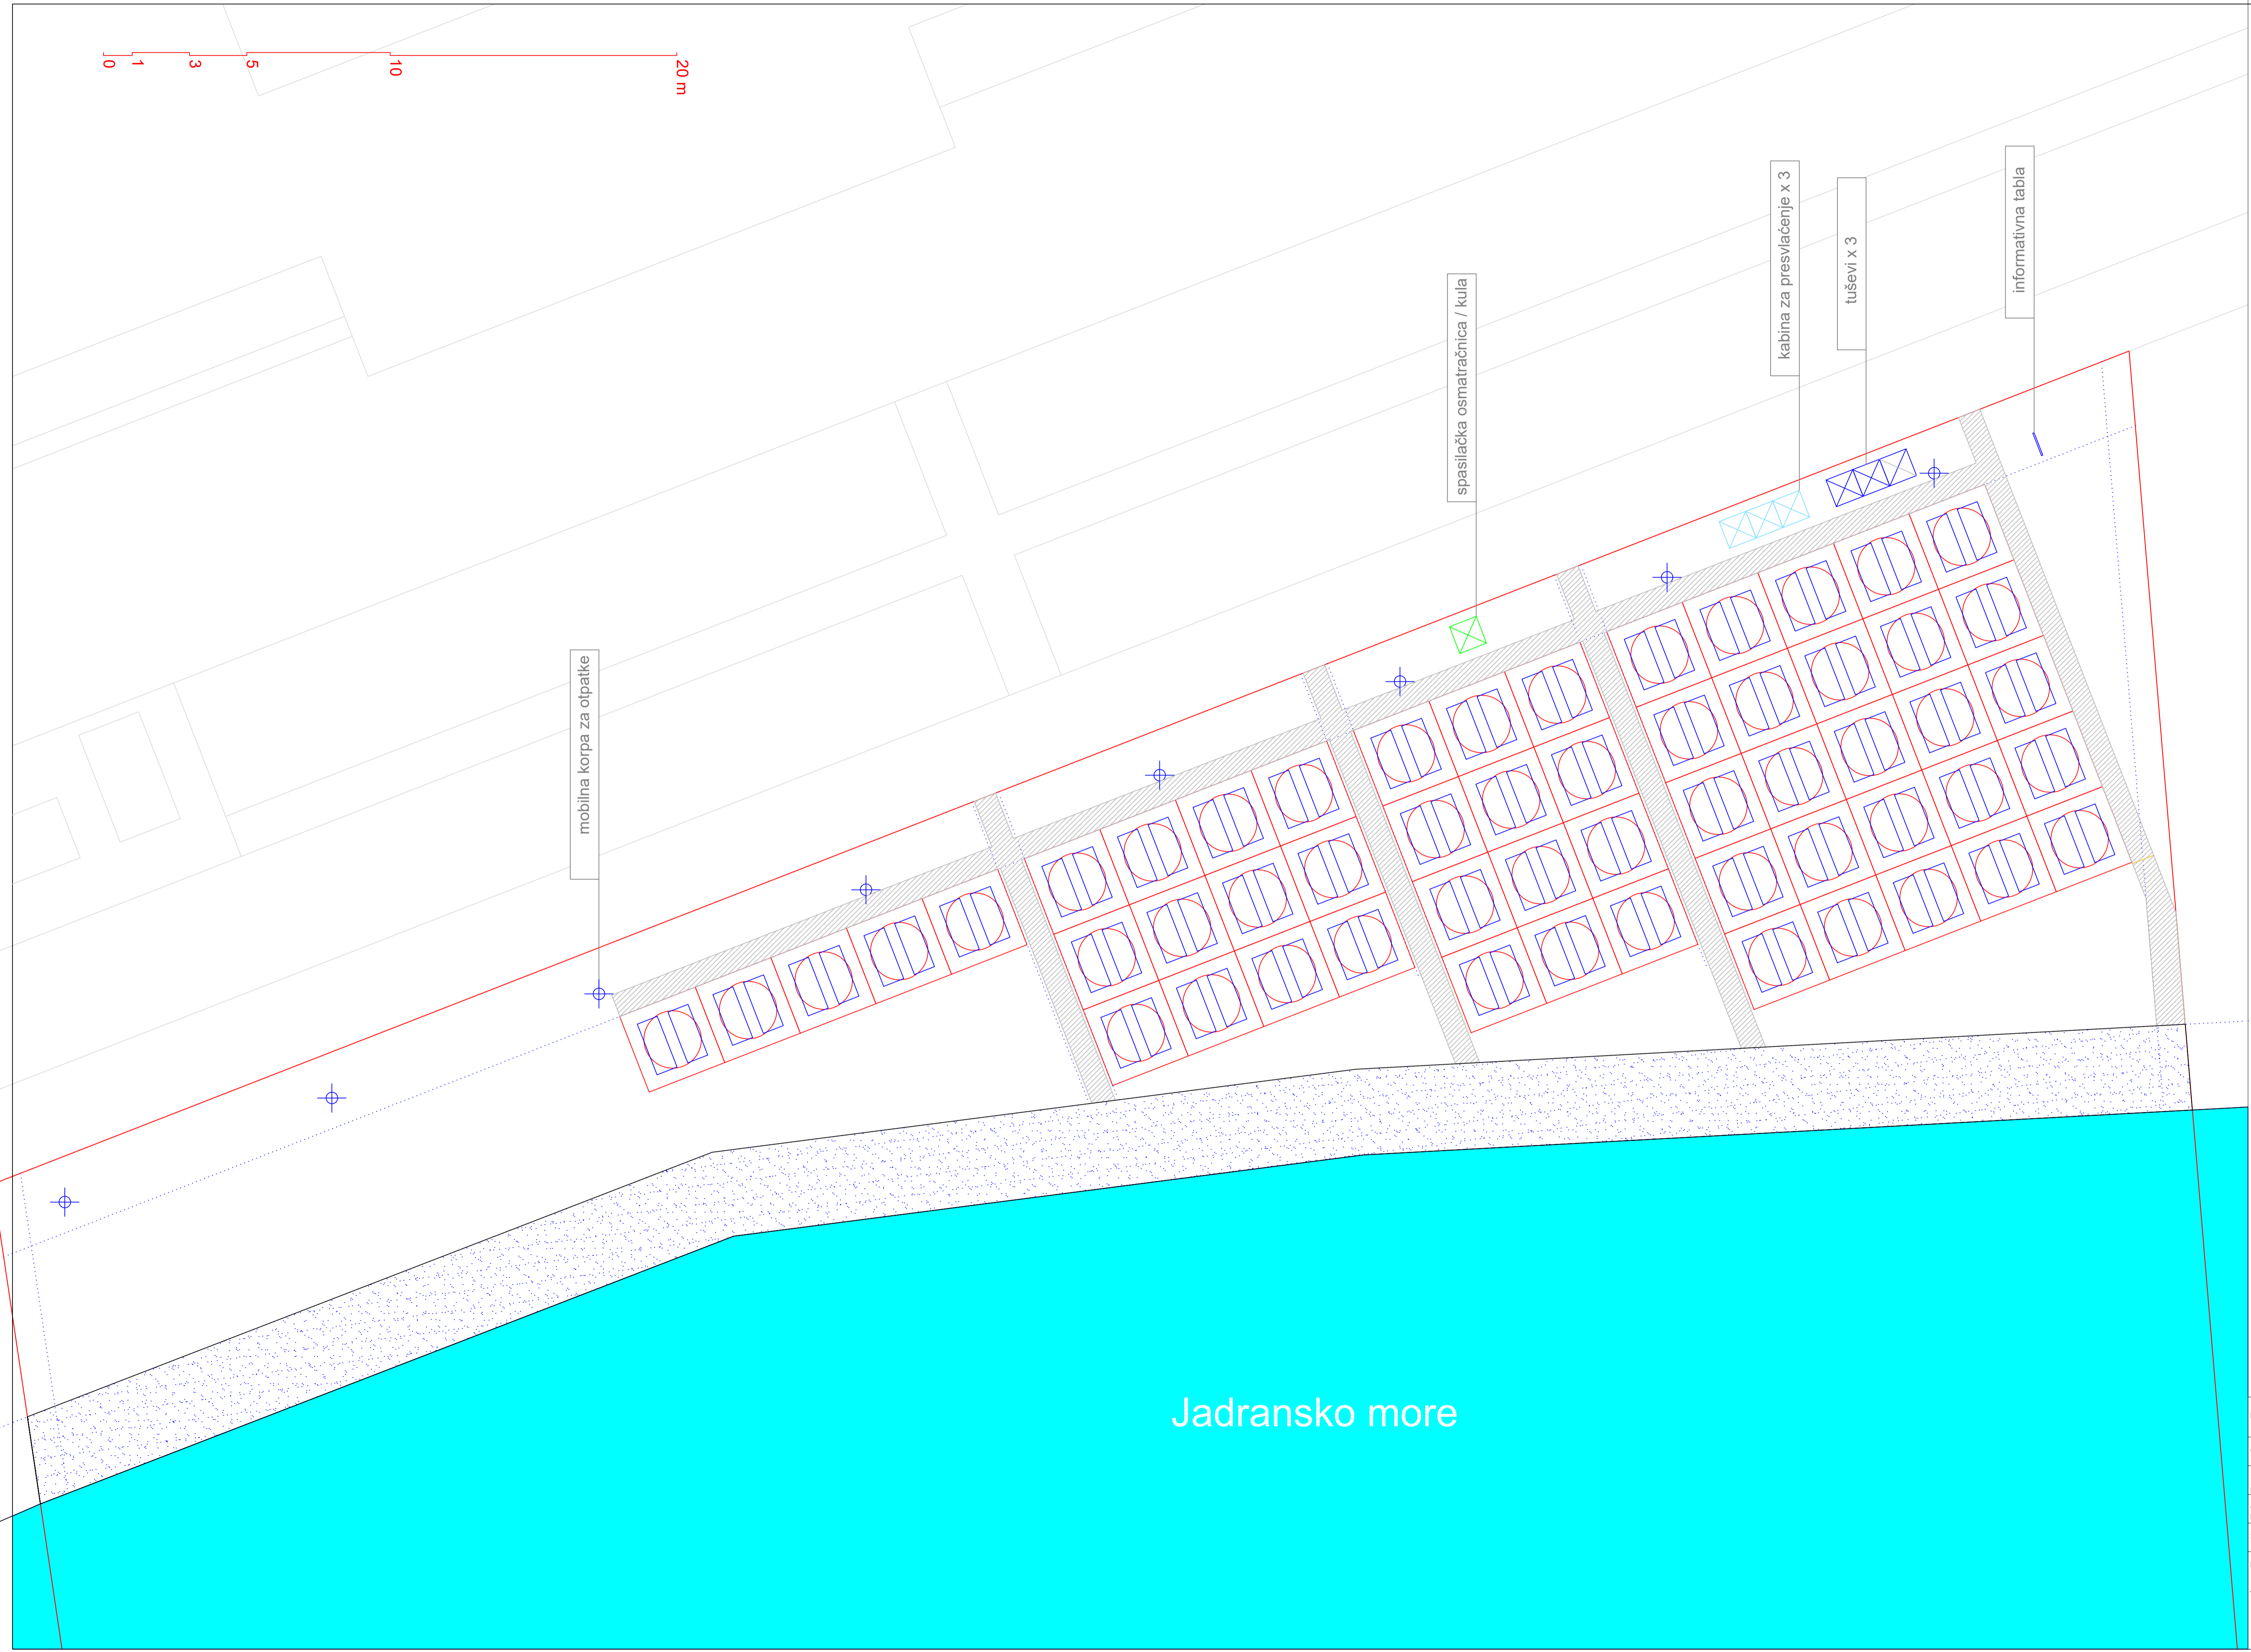 0
1
3
5
10
20 m
mobilna korpa za otpatke
spasilačka osmatračnica / kula
kabina za presvlaćenje x 3
tuševi x 3
informativna tabla
Jadransko more